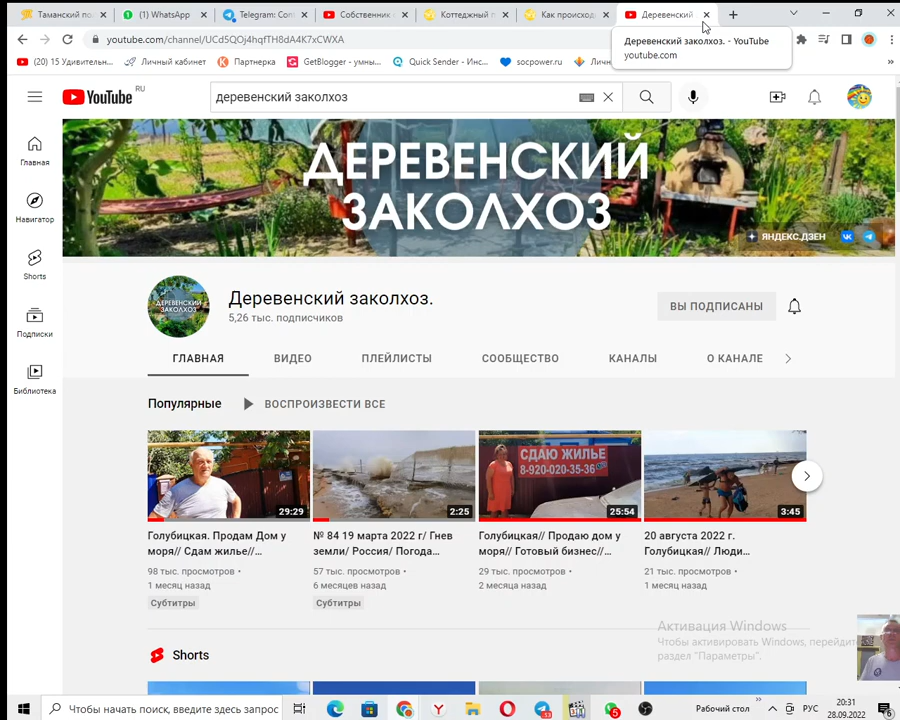 Таманский по
(1) WhatsApp
Telegram: Con
Собственник
Коттеджный п
Как происход
Деревенский
youtube.com/channel/UCd5QOj4hqfTH8dA4K7xCWXA
Деревенский заколхоз. - YouTube
youtube.com
(20) 15 Удивительн...
Личный кабинет
Партнерка
GetBlogger - умны...
Quick Sender - Инс...
socpower.ru
Личн
»
YouTube RU
деревенский заколхоз
ДЕРЕВЕНСКИЙ
ЗАКОЛХОЗ
ЯНДЕКС.ДЗЕН
Главная
Навигатор
Shorts
Подписки
Библиотека
ДЕРЕВЕНСКИЙ
ЗАКОЛХОЗ
Деревенский заколхоз.
5,26 тыс. подписчиков
ВЫ ПОДПИСАНЫ
ГЛАВНАЯ
ВИДЕО
ПЛЕЙЛИСТЫ
СООБЩЕСТВО
КАНАЛЫ
О КАНАЛЕ
Популярные
ВОСПРОИЗВЕСТИ ВСЕ
29:29
2:25
СДАЮ ЖИЛЬЕ
8-920-020-35-36
25:54
3:45
Голубицкая. Продам Дом у
моря// Сдам жилье//...
98 тыс. просмотров •
1 месяц назад
Субтитры
№ 84 19 марта 2022 г/ Гнев
земли/ Россия/ Погода...
57 тыс. просмотров •
6 месяцев назад
Субтитры
Голубицкая// Продаю дом у
моря// Готовый бизнес//...
29 тыс. просмотров •
2 месяца назад
20 августа 2022 г.
Голубицкая// Люди...
21 тыс. просмотров •
1 месяц назад
Shorts
Активация Windows
Чтобы активировать Windows, перейдит
раздел "Параметры".
Чтобы начать поиск, введите здесь запрос
Рабочий стол
»
РУС
20:31
28.09.2022